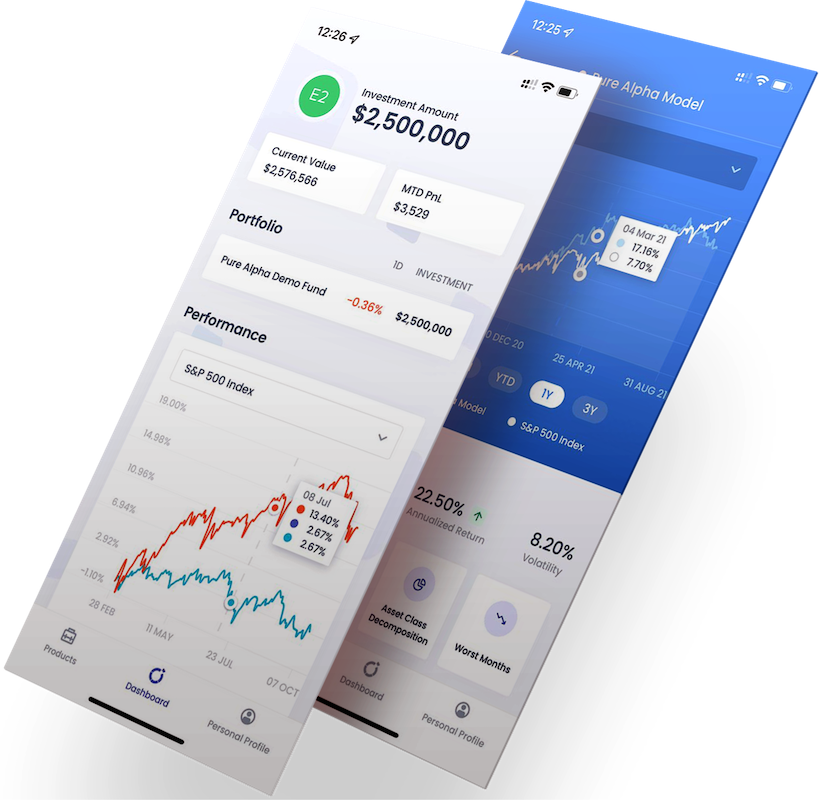 12:26
E2
Investment Amount
$2,500,000
Current Value
$2,576,566
MTD PnL
$3,529
Portfolio
1D INVESTMENT
Pure Alpha Demo Fund -0.36% $2,500,000
Performance
S&P 500 Index
19.00%
14.98%
10.96%
6.94%
2.92%
-1.10%
08 Jul
13.40%
2.67%
2.67%
28 FEB
11 MAY
23 JUL
07 OCT
Products
Dashboard
Personal Profile
12:25
Pure Alpha Model
04 Mar 21
17.16%
7.70%
DEC 20
25 APR 21
31 AUG 21
YTD
1Y
3Y
Model
S&P 500 Index
22.50%
Annualized Return
8.20%
Volatility
Asset Class
Decomposition
Worst Months
Dashboard
Personal Profile